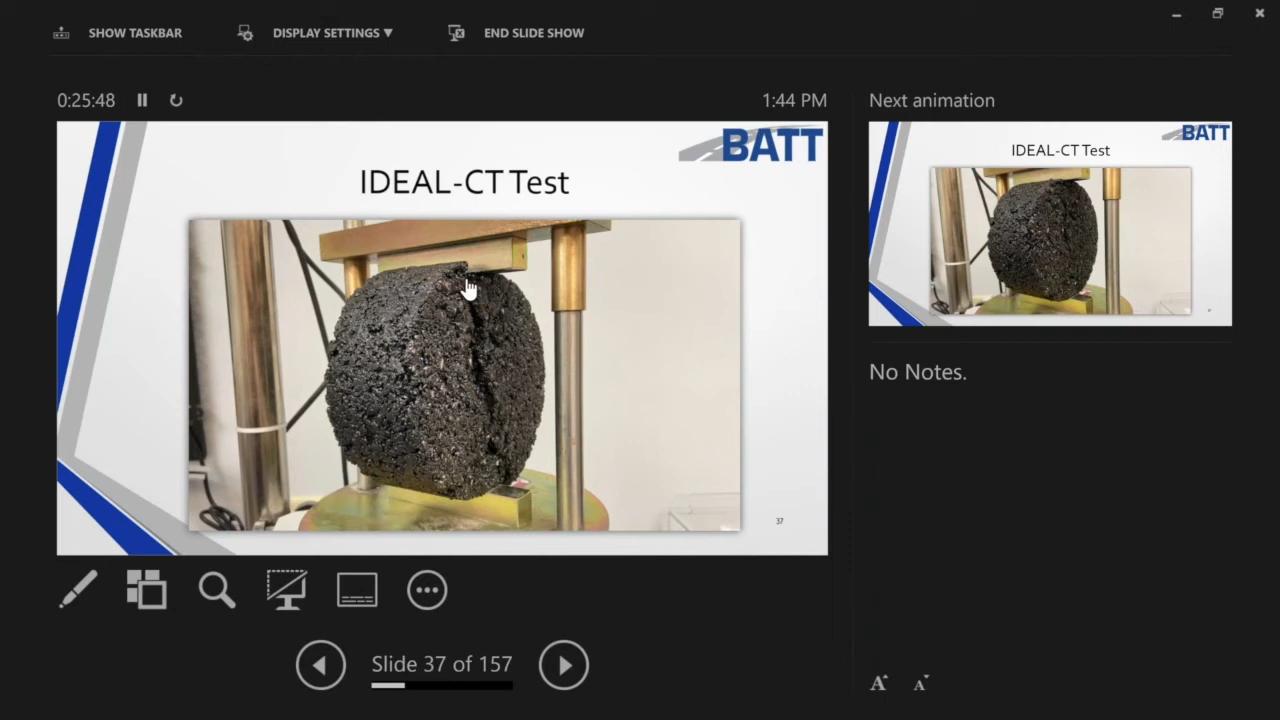 SHOW TASKBAR
DISPLAY SETTINGS ▼
END SLIDE SHOW
0:25:48
1:44 PM
Next animation
BATT
IDEAL-CT Test
37
BATT
IDEAL-CT Test
No Notes.
Slide 37 of 157
A
A